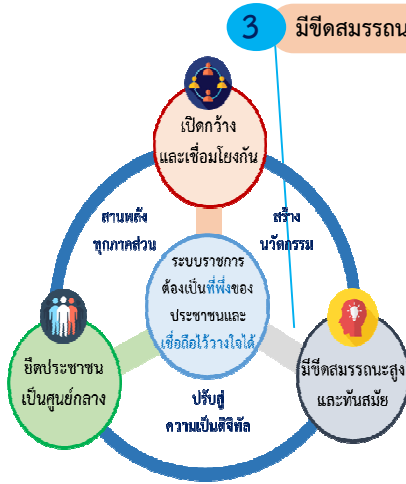 3
มีขีดสมรรถน
เปิดกว้าง
และเชื่อมโยงกัน
สานพลัง
ทุกภาคส่วน
สร้าง
นวัตกรรม
ระบบราชการ
ต้องเป็นที่พึ่งของ
ประชาชนและ
เชื่อถือไว้วางใจได้
ยึดประชาชน
เป็นศูนย์กลาง
มีขีดสมรรถนะสูง
และทันสมัย
ปรับสู่
ความเป็นดิจิทัล